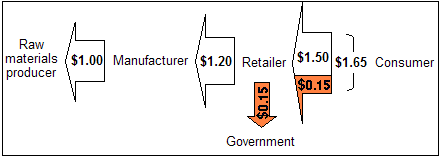 Raw
materials
producer
$1.00
Manufacturer
$1.20
Retailer
$1.50
$0.15
$1.65
Consumer
$0.15
Government